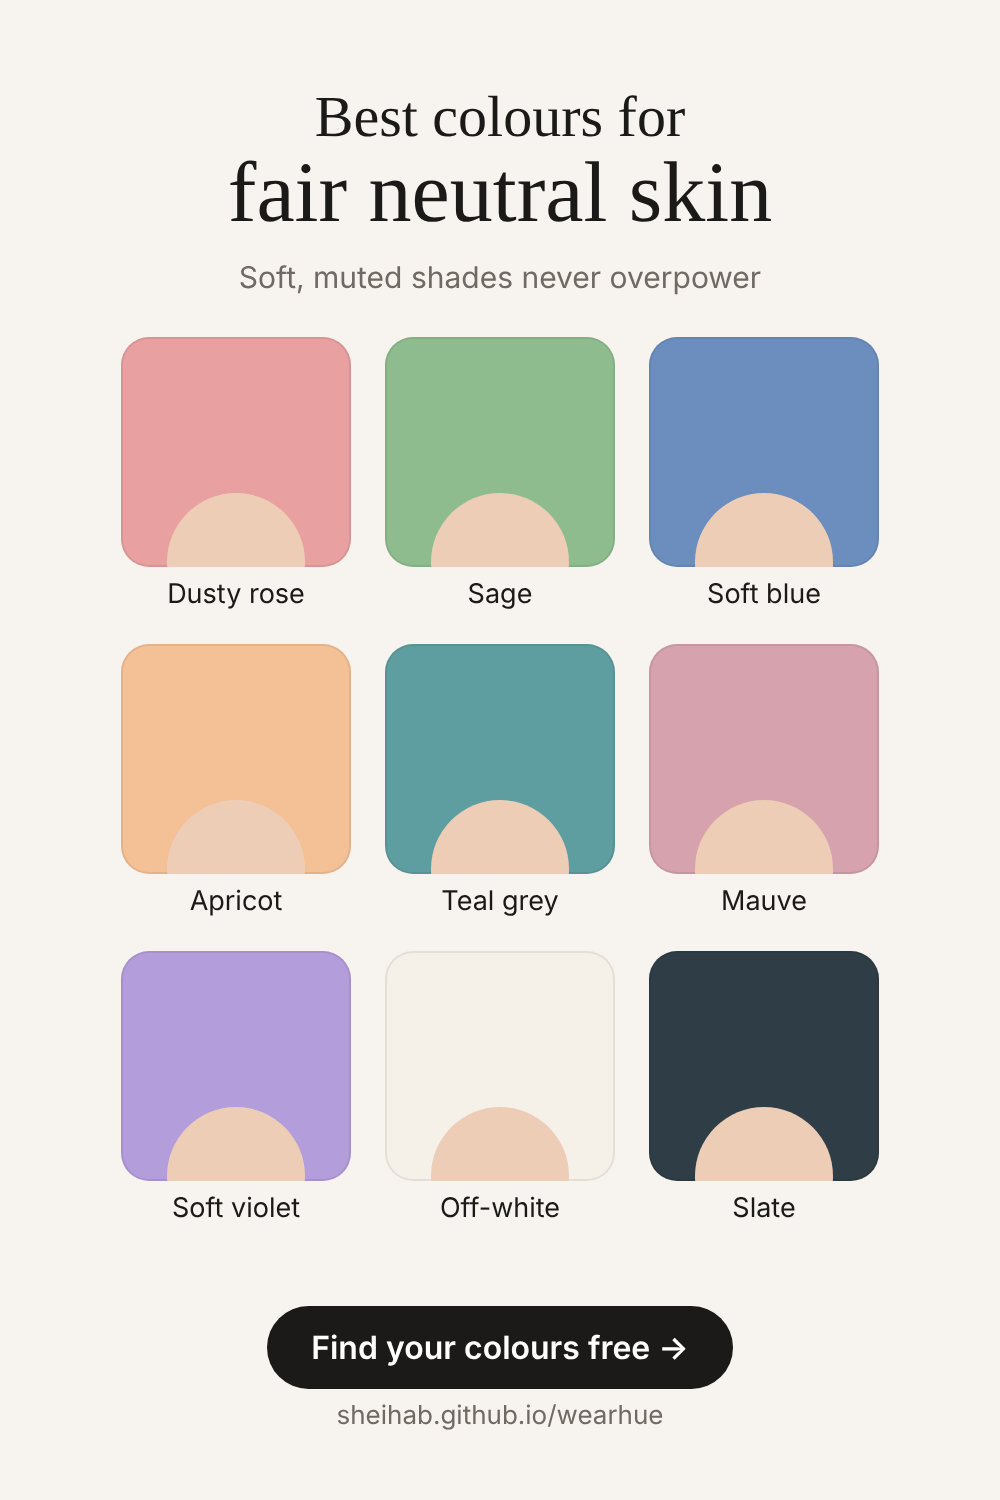 Best colours for
fair neutral skin
Soft, muted shades never overpower
Dusty rose
Sage
Soft blue
Apricot
Teal grey
Mauve
Soft violet
Off-white
Slate
Find your colours free →
sheihab.github.io/wearhue